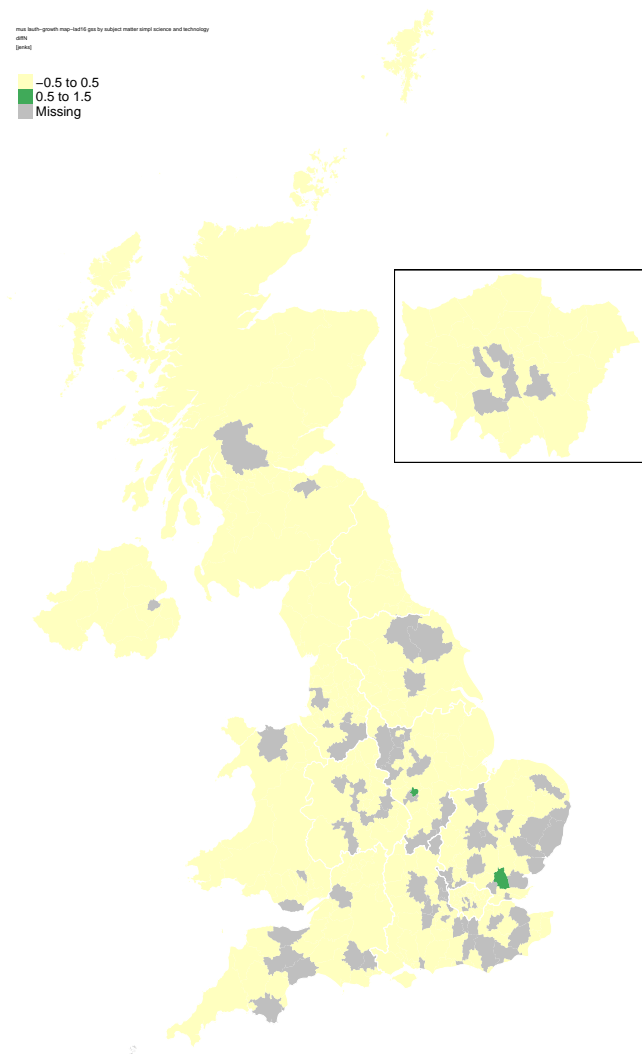 mus lauth-growth map-lad16 gss by subject matter simpl science and technology
diffN
[jenks]
−0.5 to 0.5
0.5 to 1.5
Missing